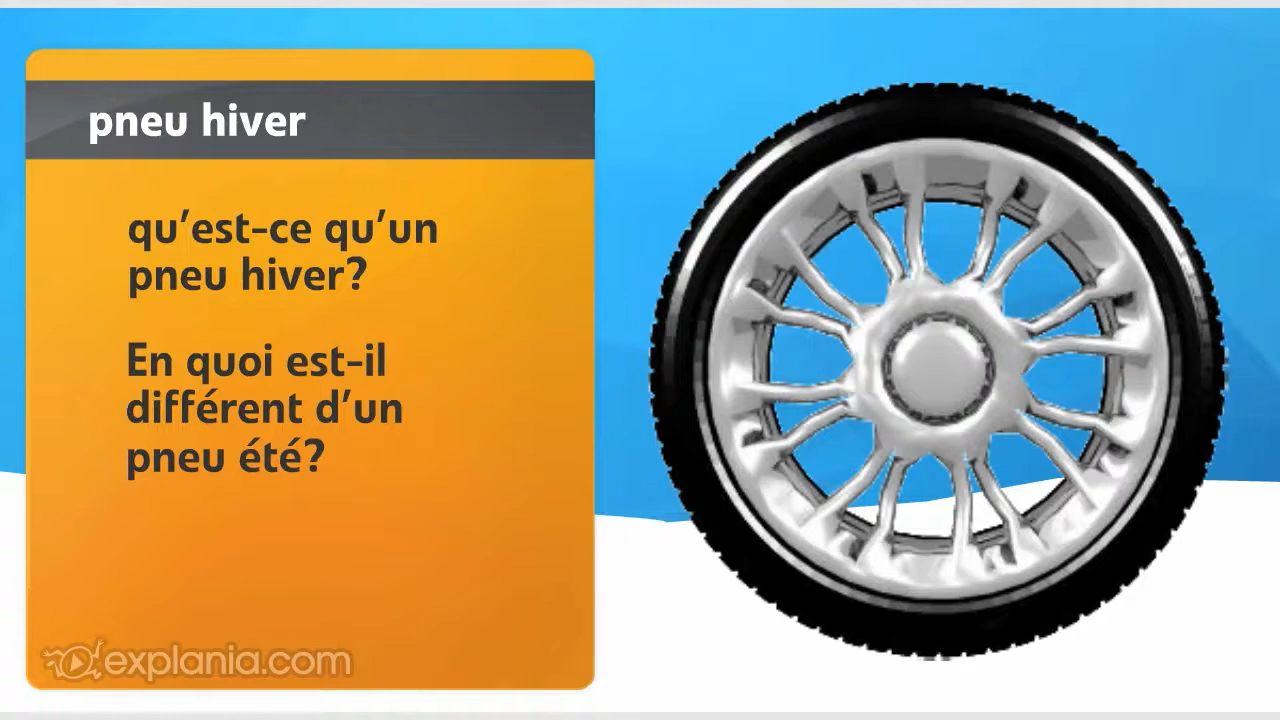 pneu hiver
qu’est-ce qu’un
pneu hiver?
En quoi est-il
différent d’un
pneu été?
explania.com